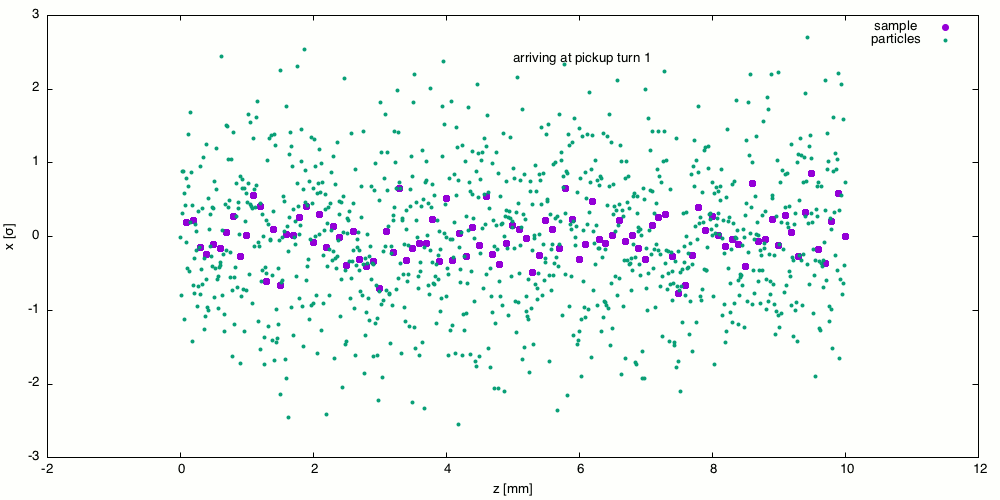 3
sample
particles
arriving at pickup turn 1
2
1
0
-1
-2
-3
x [σ]
-2 0 2 4 6 8 10 12
z [mm]